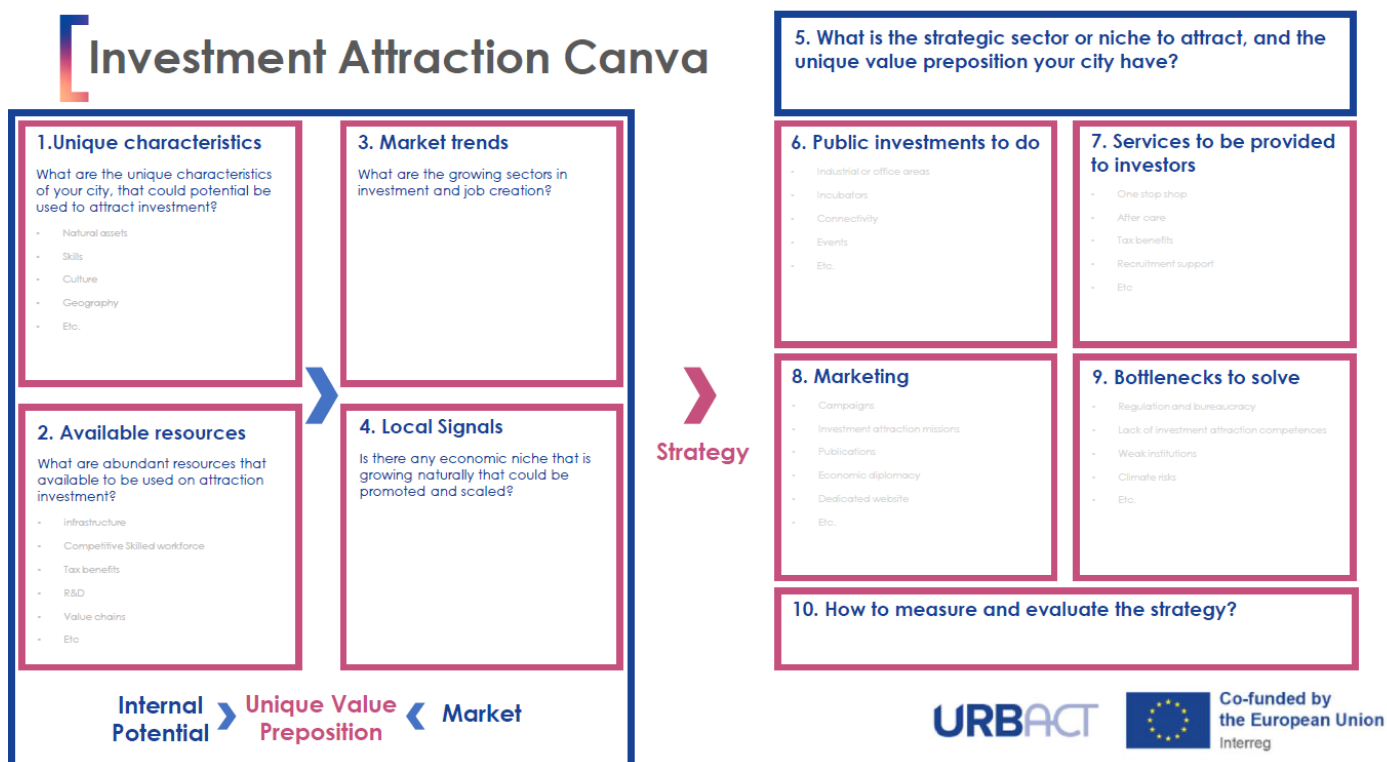 Investment Attraction Canva
1.Unique characteristics
What are the unique characteristics
of your city, that could potential be
used to attract investment?
- Natural assets
- Skills
- Culture
- Geography
- Etc.
2. Available resources
What are abundant resources that
available to be used on attraction
investment?
- infrastructure
- Competitive Skilled workforce
- Tax benefits
- R&D
- Value chains
- Etc
3. Market trends
What are the growing sectors in
investment and job creation?
4. Local Signals
Is there any economic niche that is
growing naturally that could be
promoted and scaled?
Internal
Potential
Unique Value
Preposition
Market
Strategy
5. What is the strategic sector or niche to attract, and the
unique value preposition your city have?
6. Public investments to do
- Industrial or office areas
- Incubators
- Connectivity
- Events
- Etc.
7. Services to be provided
to investors
- One stop shop
- After care
- Tax benefits
- Recruitment support
- Etc
8. Marketing
- Campaigns
- Investment attraction missions
- Publications
- Economic diplomacy
- Dedicated website
- Etc.
9. Bottlenecks to solve
- Regulation and bureaucracy
- Lack of investment attraction competences
- Weak institutions
- Climate risks
- Etc.
10. How to measure and evaluate the strategy?
URBACT
Co-funded by
the European Union
Interreg